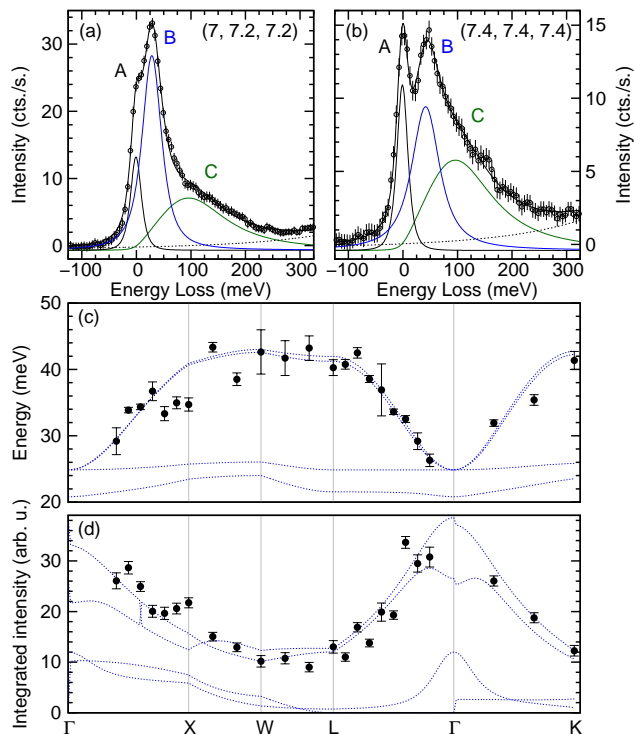 (a) (7, 7.2, 7.2)
A
B
C
Intensity (cts./s.)
30
20
10
0
−100 0 100 200 300
Energy Loss (meV)
(b) (7.4, 7.4, 7.4)
A
B
C
15
10
5
0
Intensity (cts./s.)
−100 0 100 200 300
Energy Loss (meV)
(c)
Energy (meV)
50
40
30
20
(d)
Integrated intensity (arb. u.)
40
30
20
10
0
Γ X W L Γ K